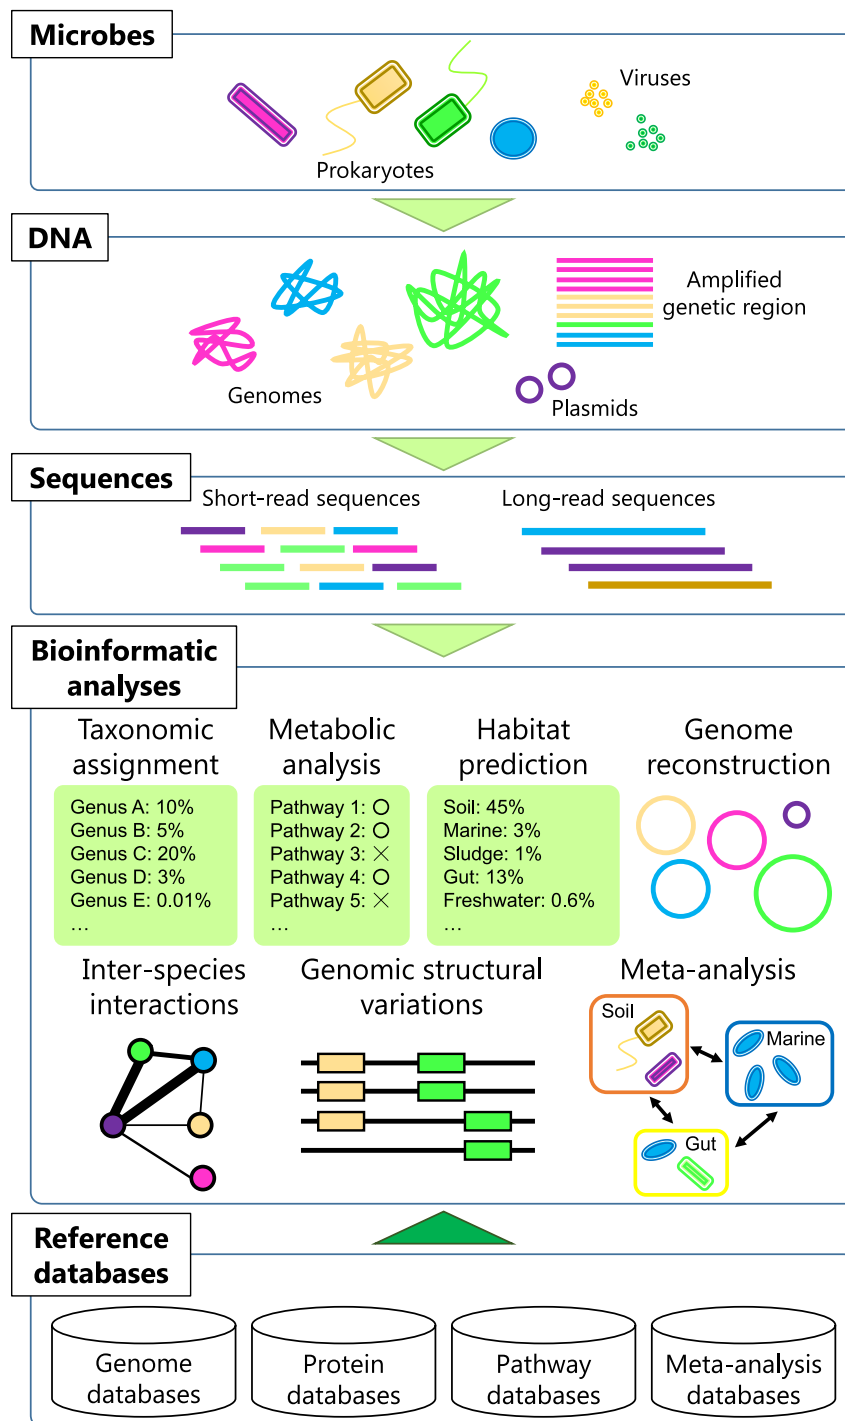 Microbes
Viruses
Prokaryotes
DNA
Amplified
genetic region
Genomes
Plasmids
Sequences
Short-read sequences
Long-read sequences
Bioinformatic
analyses
Taxonomic
assignment
Genus A: 10%
Genus B: 5%
Genus C: 20%
Genus D: 3%
Genus E: 0.01%
…
Metabolic
analysis
Pathway 1: ○
Pathway 2: ○
Pathway 3: ×
Pathway 4: ○
Pathway 5: ×
…
Habitat
prediction
Soil: 45%
Marine: 3%
Sludge: 1%
Gut: 13%
Freshwater: 0.6%
…
Genome
reconstruction
Inter-species
interactions
Genomic structural
variations
Meta-analysis
Soil
Marine
Gut
Reference
databases
Genome
databases
Protein
databases
Pathway
databases
Meta-analysis
databases